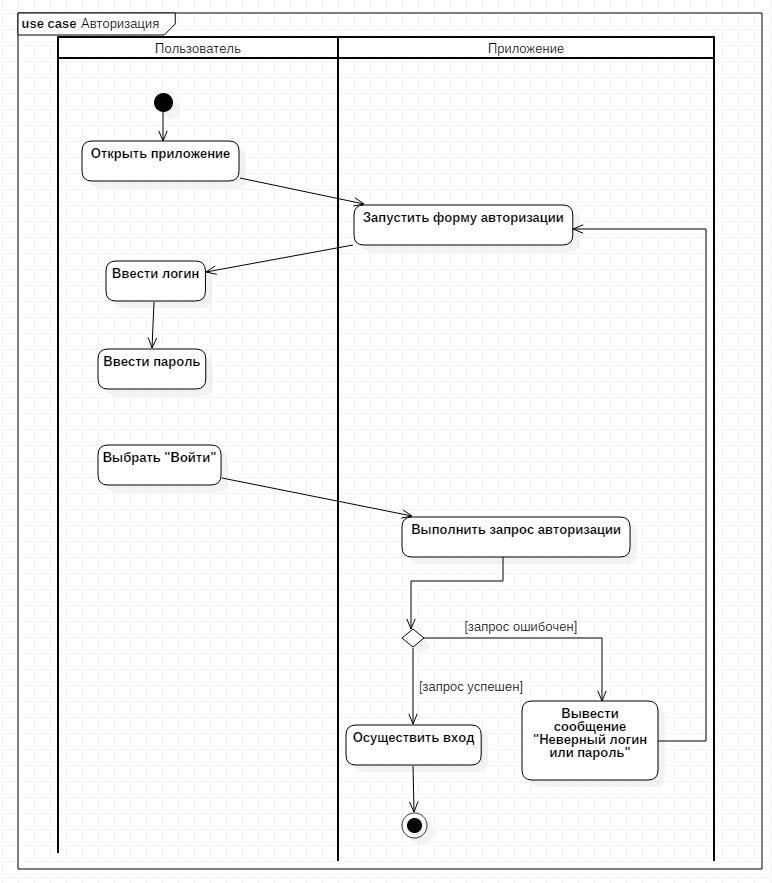 use case Авторизация
Пользователь
Приложение
Открыть приложение
Запустить форму авторизации
Ввести логин
Ввести пароль
Выбрать "Войти"
Выполнить запрос авторизации
[запрос ошибочен]
[запрос успешен]
Осуществить вход
Вывести
сообщение
"Неверный логин
или пароль"